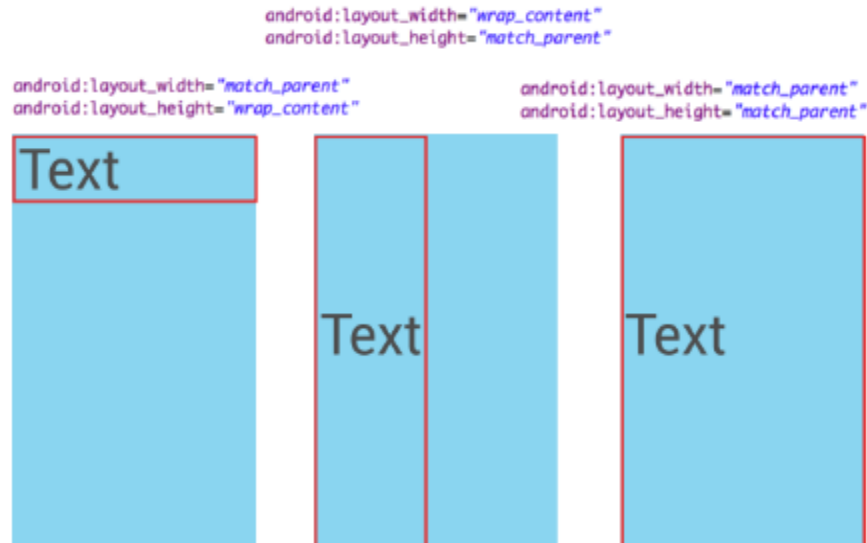 android:layout_width="wrap_content"
android:layout_height="match_parent"
android:layout_width="match_parent"
android:layout_height="wrap_content"
android:layout_width="match_parent"
android:layout_height="match_parent"
Text
Text
Text